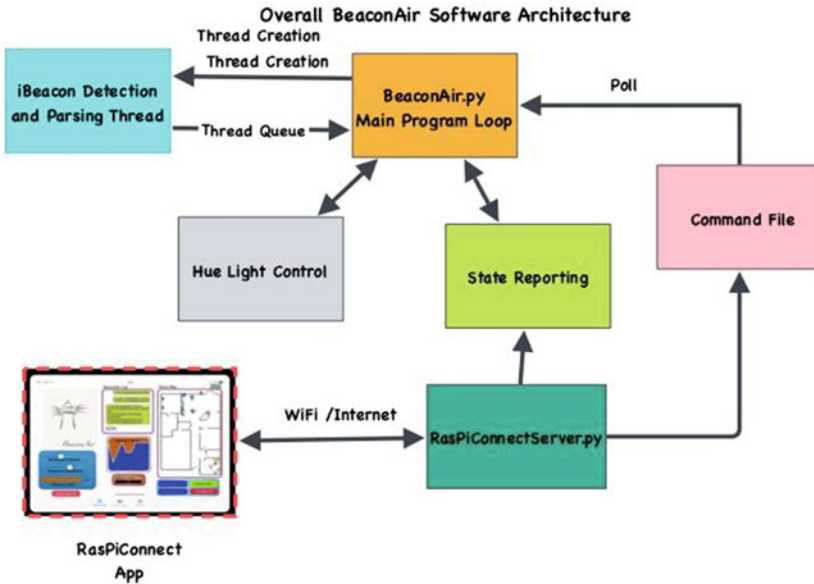 Overall BeaconAir Software Architecture
Thread Creation
Thread Creation
iBeacon Detection
and Parsing Thread
Thread Queue
BeaconAir.py
Main Program Loop
Poll
Command File
Hue Light Control
State Reporting
WiFi /Internet
RasPiConnectServer.py
RasPiConnect
App